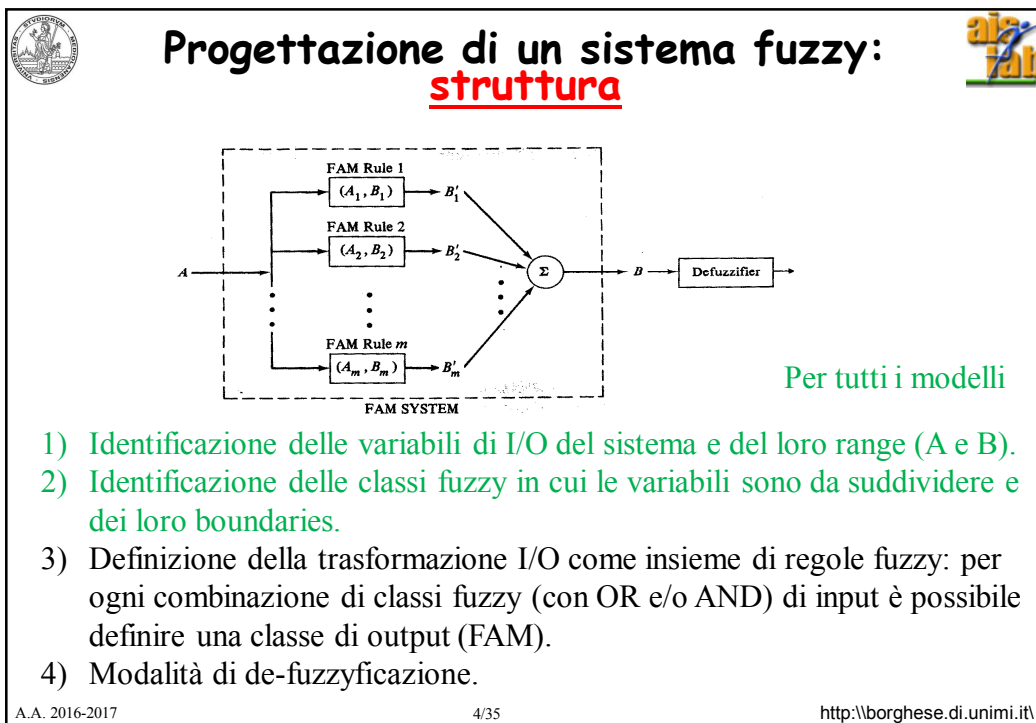 Progettazione di un sistema fuzzy:
struttura
FAM Rule 1
(A₁, B₁) B₁′
FAM Rule 2
(A₂, B₂) B₂′
A Σ B Defuzzifier
FAM Rule m
(Aₘ, Bₘ) Bₘ′
FAM SYSTEM
Per tutti i modelli
1) Identificazione delle variabili di I/O del sistema e del loro range (A e B).
2) Identificazione delle classi fuzzy in cui le variabili sono da suddividere e
dei loro boundaries.
3) Definizione della trasformazione I/O come insieme di regole fuzzy: per
ogni combinazione di classi fuzzy (con OR e/o AND) di input è possibile
definire una classe di output (FAM).
4) Modalità di de-fuzzyficazione.
A.A. 2016-2017 4/35 http:\\borghese.di.unimi.it\